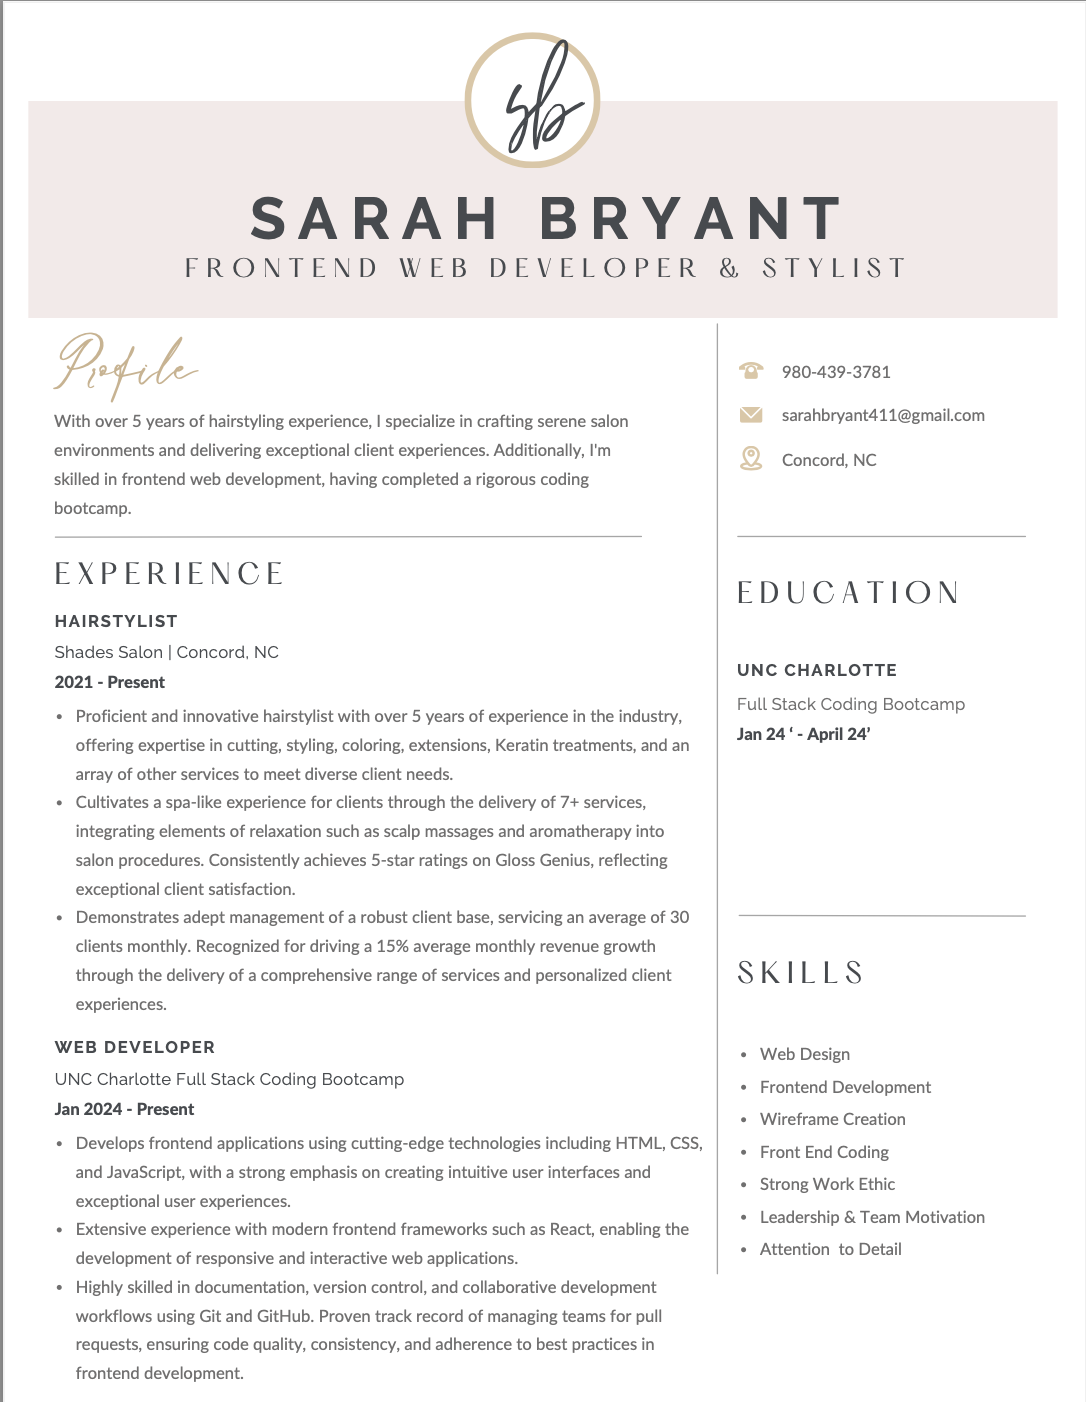 sb
SARAH BRYANT
FRONTEND WEB DEVELOPER & STYLIST
Profile
With over 5 years of hairstyling experience, I specialize in crafting serene salon
environments and delivering exceptional client experiences. Additionally, I'm
skilled in frontend web development, having completed a rigorous coding
bootcamp.
EXPERIENCE
HAIRSTYLIST
Shades Salon | Concord, NC
2021 - Present
• Proficient and innovative hairstylist with over 5 years of experience in the industry,
offering expertise in cutting, styling, coloring, extensions, Keratin treatments, and an
array of other services to meet diverse client needs.
• Cultivates a spa-like experience for clients through the delivery of 7+ services,
integrating elements of relaxation such as scalp massages and aromatherapy into
salon procedures. Consistently achieves 5-star ratings on Gloss Genius, reflecting
exceptional client satisfaction.
• Demonstrates adept management of a robust client base, servicing an average of 30
clients monthly. Recognized for driving a 15% average monthly revenue growth
through the delivery of a comprehensive range of services and personalized client
experiences.
WEB DEVELOPER
UNC Charlotte Full Stack Coding Bootcamp
Jan 2024 - Present
• Develops frontend applications using cutting-edge technologies including HTML, CSS,
and JavaScript, with a strong emphasis on creating intuitive user interfaces and
exceptional user experiences.
• Extensive experience with modern frontend frameworks such as React, enabling the
development of responsive and interactive web applications.
• Highly skilled in documentation, version control, and collaborative development
workflows using Git and GitHub. Proven track record of managing teams for pull
requests, ensuring code quality, consistency, and adherence to best practices in
frontend development.
980-439-3781
sarahbryant411@gmail.com
Concord, NC
EDUCATION
UNC CHARLOTTE
Full Stack Coding Bootcamp
Jan 24 ‘ - April 24’
SKILLS
• Web Design
• Frontend Development
• Wireframe Creation
• Front End Coding
• Strong Work Ethic
• Leadership & Team Motivation
• Attention  to Detail